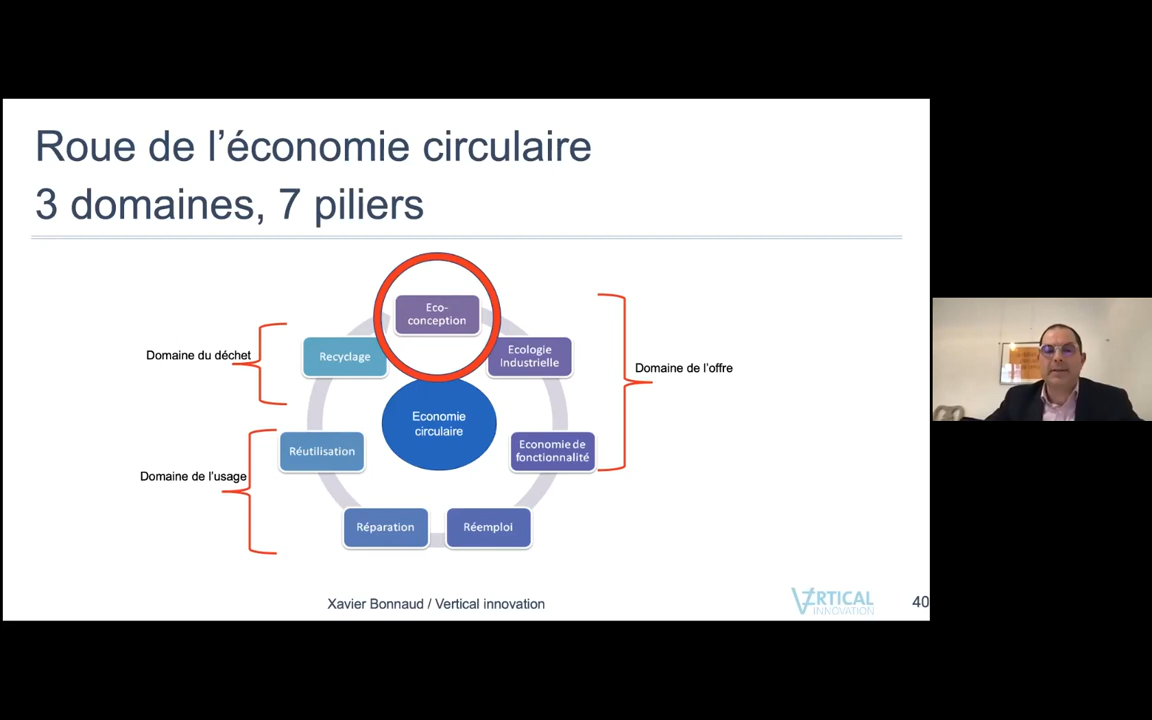 Roue de l’économie circulaire
3 domaines, 7 piliers
Eco-
conception
Recyclage
Ecologie
Industrielle
Domaine du déchet
Domaine de l’offre
Economie
circulaire
Réutilisation
Economie de
fonctionnalité
Domaine de l’usage
Réparation
Réemploi
Xavier Bonnaud / Vertical innovation
VERTICAL
INNOVATION
40